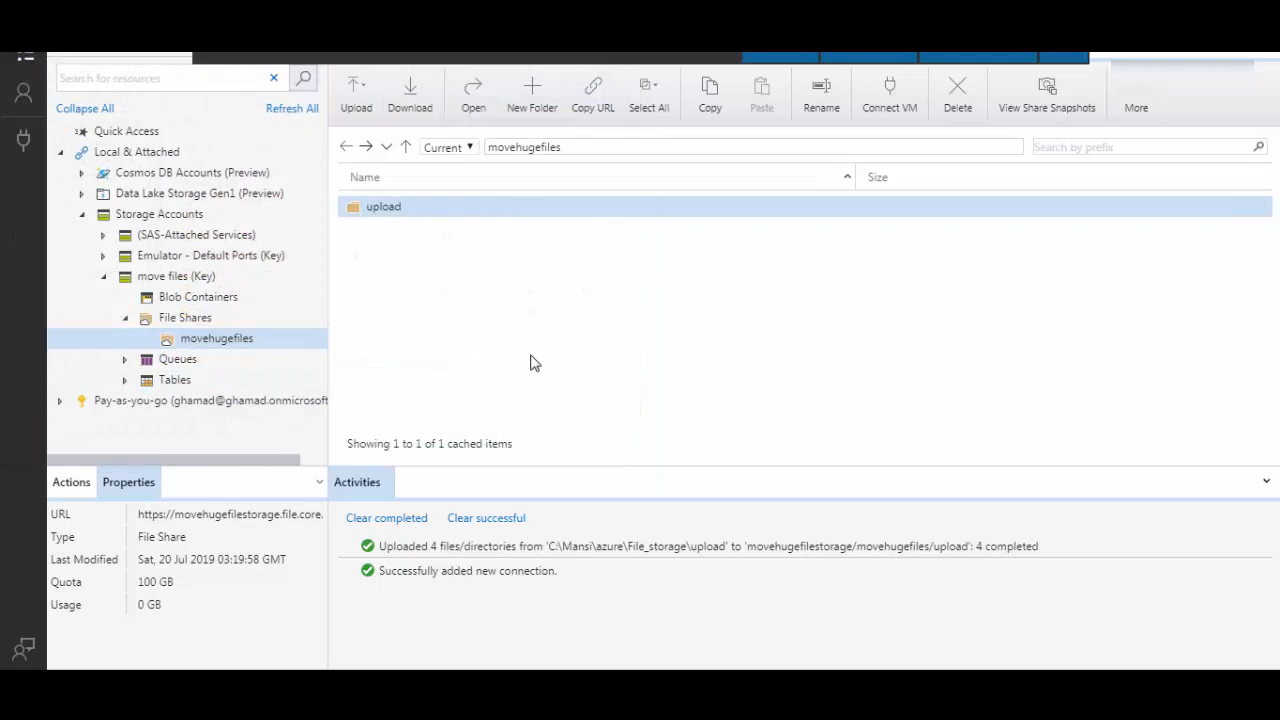 Search for resources
Collapse All
Refresh All
Quick Access
Local & Attached
Cosmos DB Accounts (Preview)
Data Lake Storage Gen1 (Preview)
Storage Accounts
(SAS-Attached Services)
Emulator - Default Ports (Key)
move files (Key)
Blob Containers
File Shares
movehugefiles
Queues
Tables
Pay-as-you-go (ghamad@ghamad.onmicrosoft
Upload
Download
Open
New Folder
Copy URL
Select All
Copy
Paste
Rename
Connect VM
Delete
View Share Snapshots
More
Current
movehugefiles
Search by prefix
Name
Size
upload
Showing 1 to 1 of 1 cached items
Actions
Properties
URL https://movehugefilestorage.file.core.
Type File Share
Last Modified Sat, 20 Jul 2019 03:19:58 GMT
Quota 100 GB
Usage 0 GB
Activities
Clear completed
Clear successful
Uploaded 4 files/directories from 'C:\Mansi\azure\File_storage\upload' to 'movehugefilestorage/movehugefiles/upload': 4 completed
Successfully added new connection.